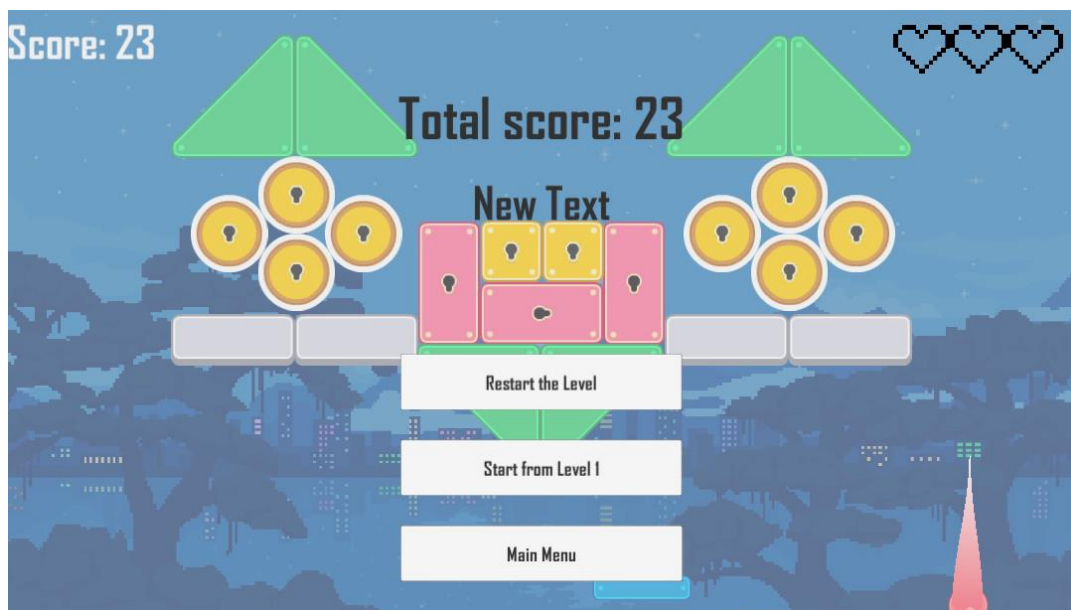 Score: 23
Total score: 23
New Text
Restart the Level
Start from Level 1
Main Menu